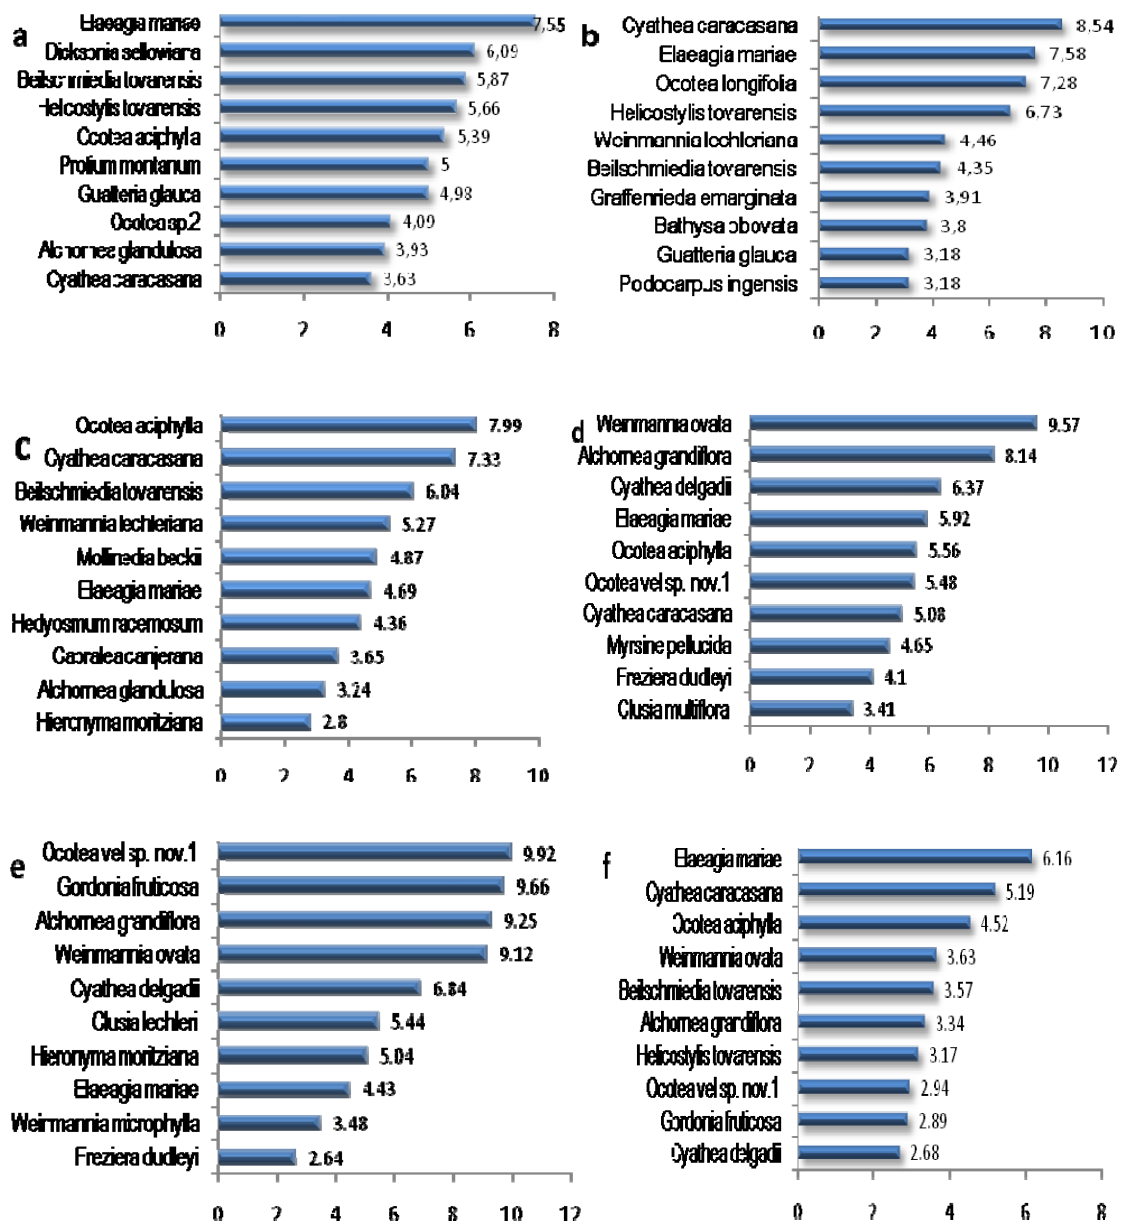 a
Elaeagia mariae 7,55
Dicksonia sellowiana 6,09
Beilschmiedia tovarensis 5,87
Helicostylis tovarensis 5,66
Ocotea aciphylla 5,39
Protium montanum 5
Guatteria glauca 4,98
Ocotea sp.2 4,09
Alchornea glandulosa 3,93
Cyathea caracasana 3,63
0 2 4 6 8
b
Cyathea caracasana 8,54
Elaeagia mariae 7,58
Ocotea longifolia 7,28
Helicostylis tovarensis 6,73
Weinmannia lechleriana 4,46
Beilschmiedia tovarensis 4,35
Graffenrieda emarginata 3,91
Bathysa obovata 3,8
Guatteria glauca 3,18
Podocarpus ingensis 3,18
0 2 4 6 8 10
c
Ocotea aciphylla 7.99
Cyathea caracasana 7.33
Beilschmiedia tovarensis 6.04
Weinmannia lechleriana 5.27
Mollinedia beckii 4.87
Elaeagia mariae 4.69
Hedyosmum racemosum 4.36
Cabralea canjerana 3.65
Alchornea glandulosa 3.24
Hieronyma moritziana 2.8
0 2 4 6 8 10
d
Weinmannia ovata 9.57
Alchornea grandiflora 8.14
Cyathea delgadii 6.37
Elaeagia mariae 5.92
Ocotea aciphylla 5.56
Ocotea vel sp. nov.1 5.48
Cyathea caracasana 5.08
Myrsine pellucida 4.65
Freziera dudleyi 4.1
Clusia multiflora 3.41
0 2 4 6 8 10 12
e
Ocotea vel sp. nov.1 9.92
Gordonia fruticosa 9.66
Alchornea grandiflora 9.25
Weinmannia ovata 9.12
Cyathea delgadii 6.84
Clusia lechleri 5.44
Hieronyma moritziana 5.04
Elaeagia mariae 4.43
Weinmannia microphylla 3.48
Freziera dudleyi 2.64
0 2 4 6 8 10 12
f
Elaeagia mariae 6.16
Cyathea caracasana 5.19
Ocotea aciphylla 4.52
Weinmannia ovata 3.63
Beilschmiedia tovarensis 3.57
Alchornea grandiflora 3.34
Helicostylis tovarensis 3.17
Ocotea vel sp. nov.1 2.94
Gordonia fruticosa 2.89
Cyathea delgadii 2.68
0 2 4 6 8